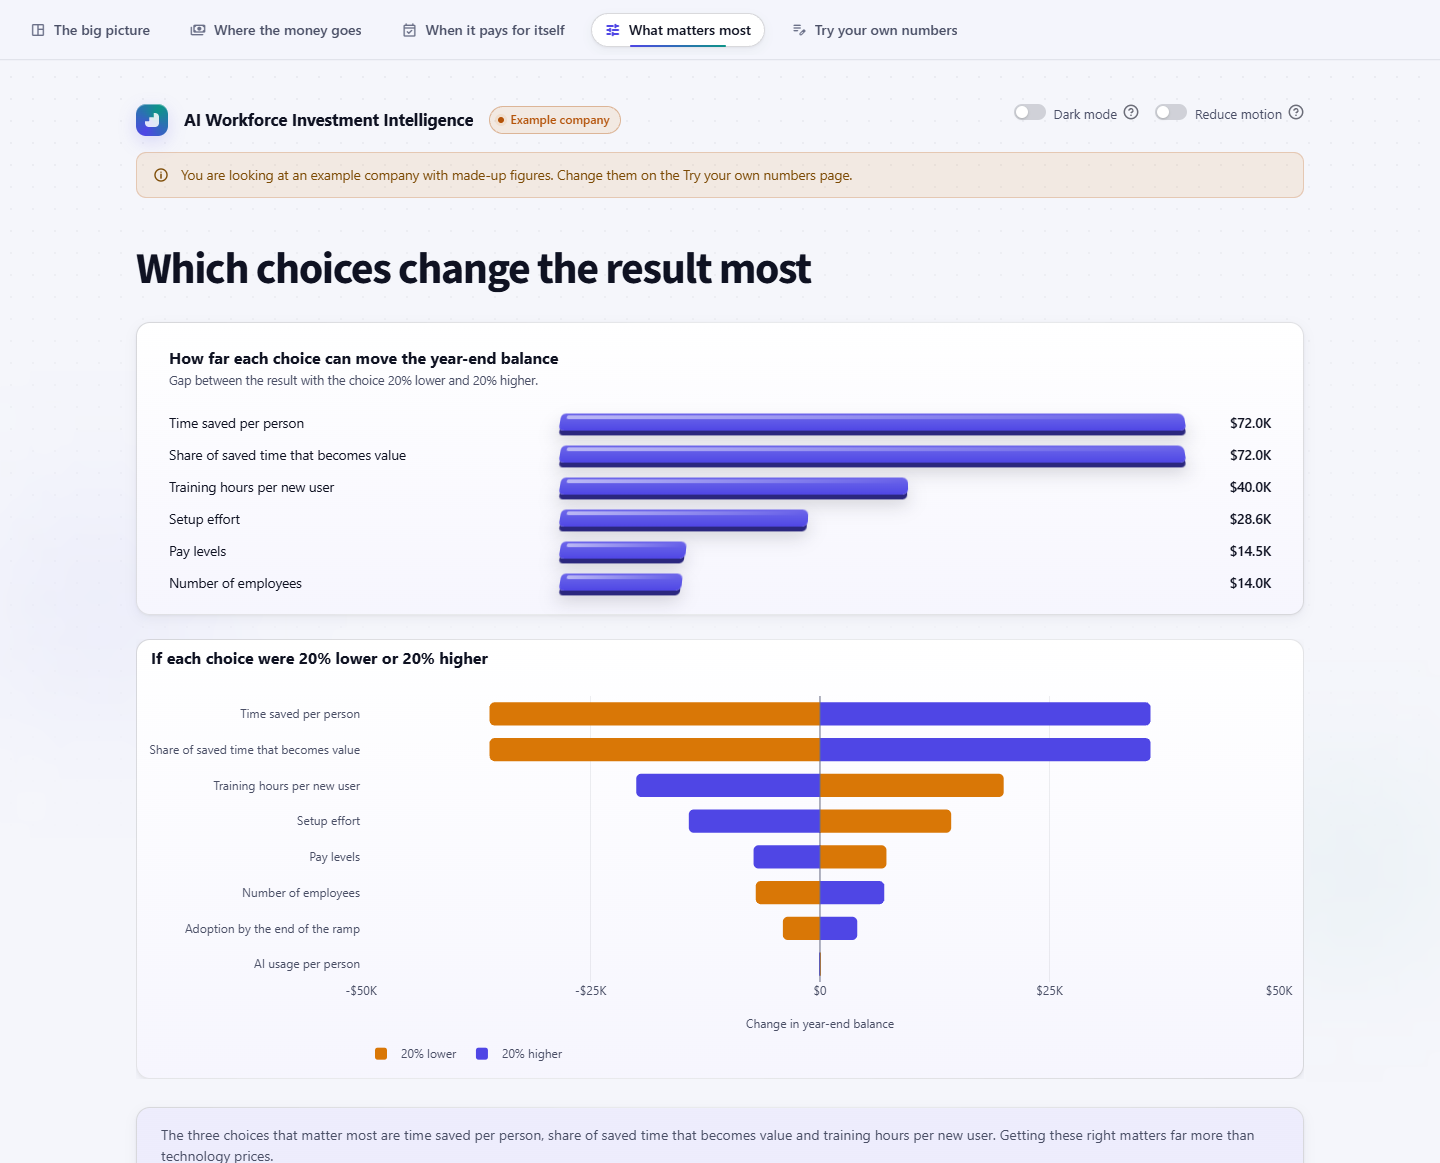 The big picture
Where the money goes
When it pays for itself
What matters most
Try your own numbers
AI Workforce Investment Intelligence
Example company
Dark mode
Reduce motion
You are looking at an example company with made-up figures. Change them on the Try your own numbers page.
Which choices change the result most
How far each choice can move the year-end balance
Gap between the result with the choice 20% lower and 20% higher.
Time saved per person $72.0K
Share of saved time that becomes value $72.0K
Training hours per new user $40.0K
Setup effort $28.6K
Pay levels $14.5K
Number of employees $14.0K
If each choice were 20% lower or 20% higher
Time saved per person
Share of saved time that becomes value
Training hours per new user
Setup effort
Pay levels
Number of employees
Adoption by the end of the ramp
AI usage per person
-$50K -$25K $0 $25K $50K
Change in year-end balance
20% lower 20% higher
The three choices that matter most are time saved per person, share of saved time that becomes value and training hours per new user. Getting these right matters far more than
technology prices.